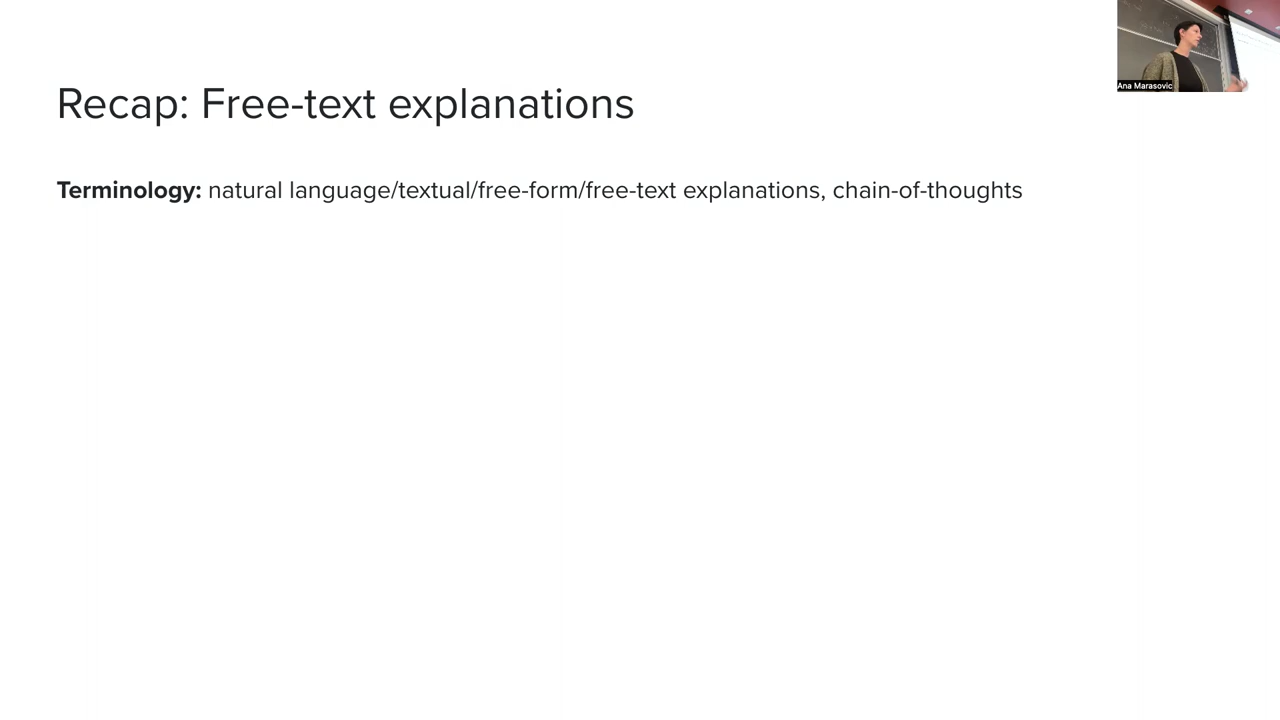 Ana Marasovic
Recap: Free-text explanations
Terminology: natural language/textual/free-form/free-text explanations, chain-of-thoughts